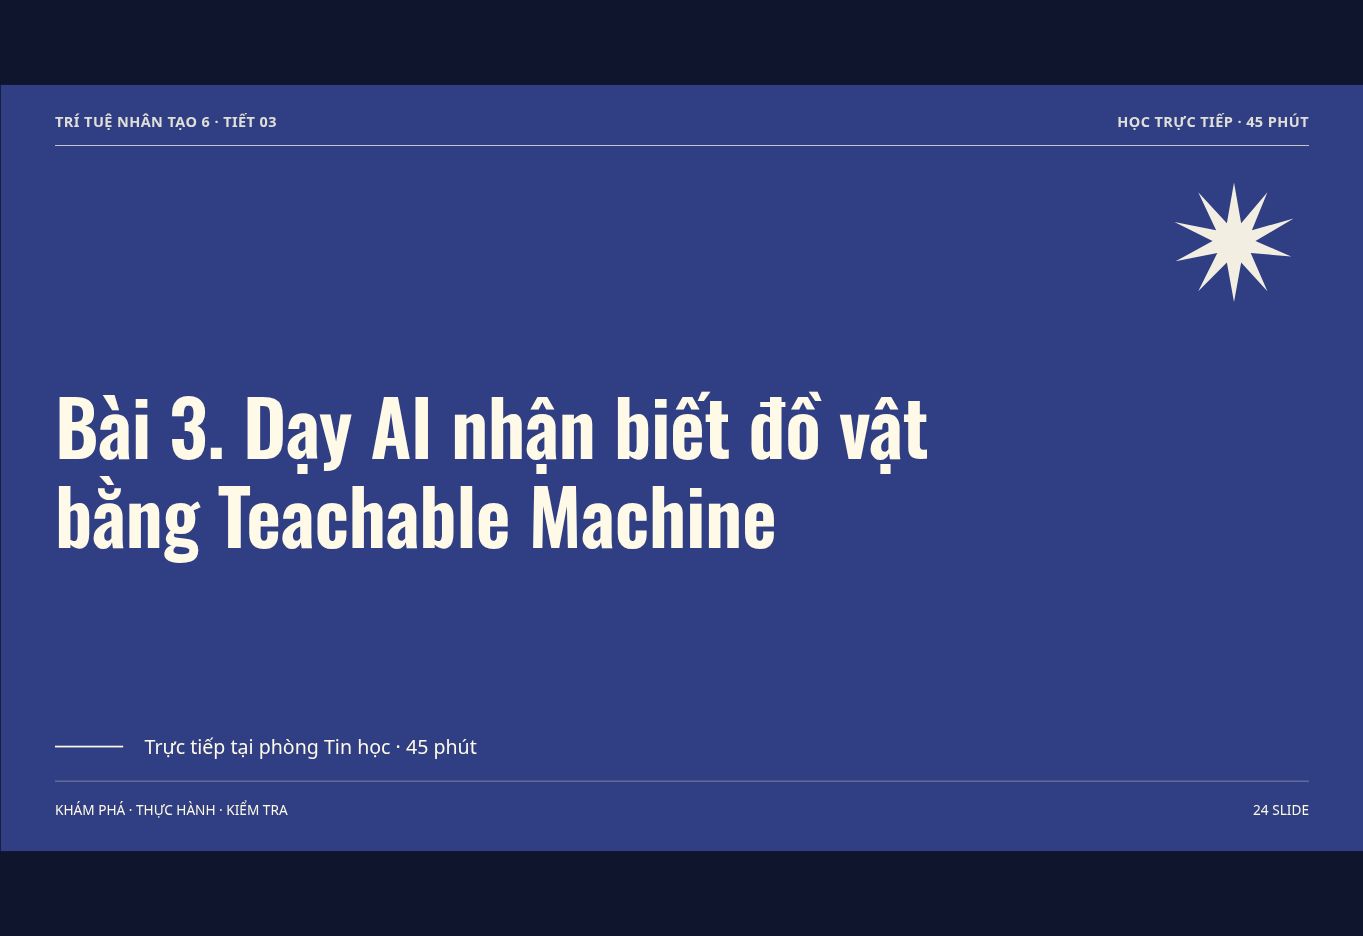 TRÍ TUỆ NHÂN TẠO 6 · TIẾT 03
HỌC TRỰC TIẾP · 45 PHÚT
Bài 3. Dạy AI nhận biết đồ vật
bằng Teachable Machine
Trực tiếp tại phòng Tin học · 45 phút
KHÁM PHÁ · THỰC HÀNH · KIỂM TRA
24 SLIDE